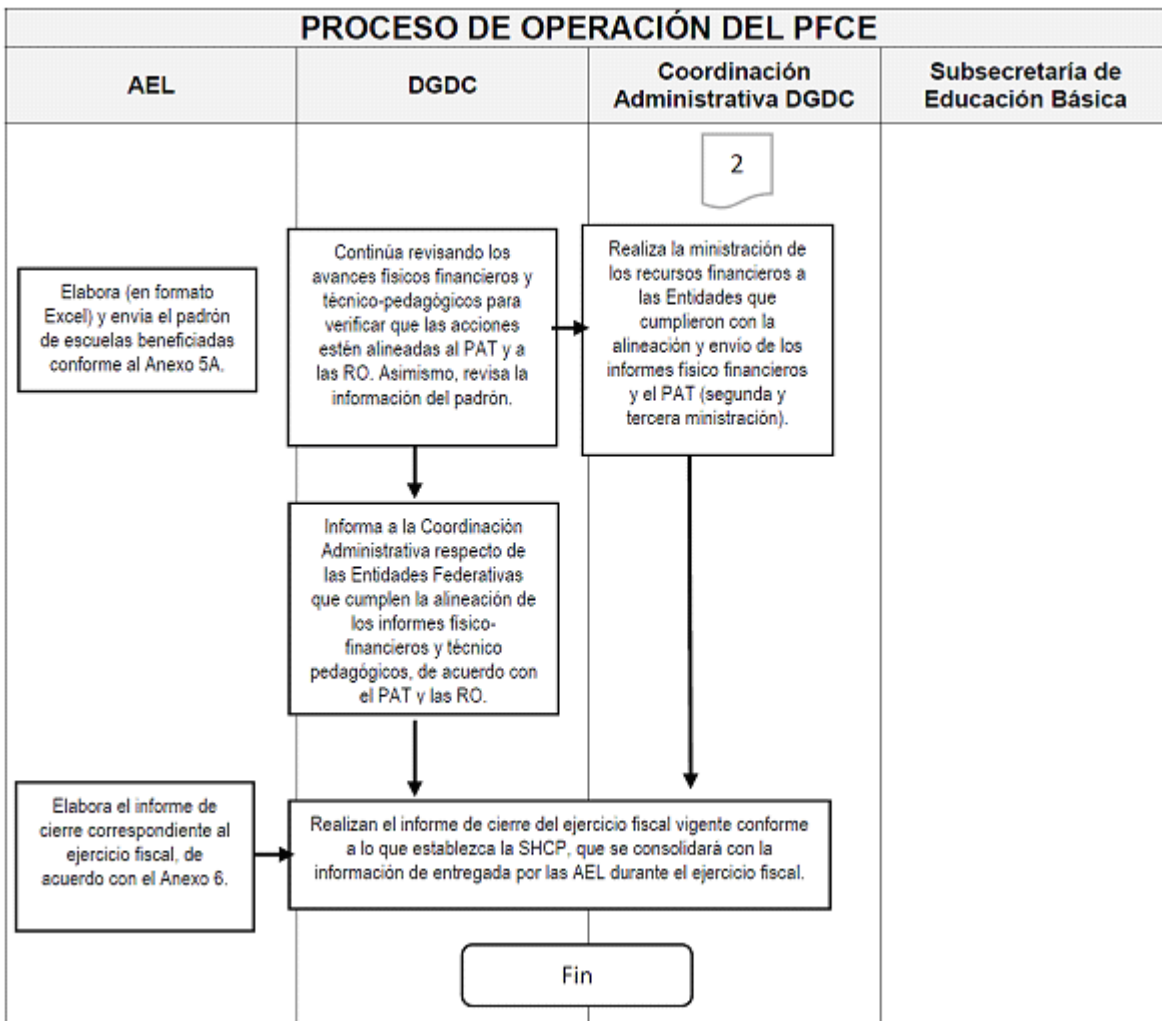 PROCESO DE OPERACIÓN DEL PFCE
AEL
DGDC
Coordinación
Administrativa DGDC
Subsecretaría de
Educación Básica
2
Elabora (en formato
Excel) y envía el padrón
de escuelas beneficiadas
conforme al Anexo 5A.
Continúa revisando los
avances físicos financieros y
técnico-pedagógicos para
verificar que las acciones
estén alineadas al PAT y a
las RO. Asimismo, revisa la
información del padrón.
Realiza la ministración de
los recursos financieros a
las Entidades que
cumplieron con la
alineación y envío de los
informes físico financieros
y el PAT (segunda y
tercera ministración).
Informa a la Coordinación
Administrativa respecto de
las Entidades Federativas
que cumplen la alineación de
los informes físico-
financieros y técnico
pedagógicos, de acuerdo con
el PAT y las RO.
Elabora el informe de
cierre correspondiente al
ejercicio fiscal, de
acuerdo con el Anexo 6.
Realizan el informe de cierre del ejercicio fiscal vigente conforme
a lo que establezca la SHCP, que se consolidará con la
información de entregada por las AEL durante el ejercicio fiscal.
Fin